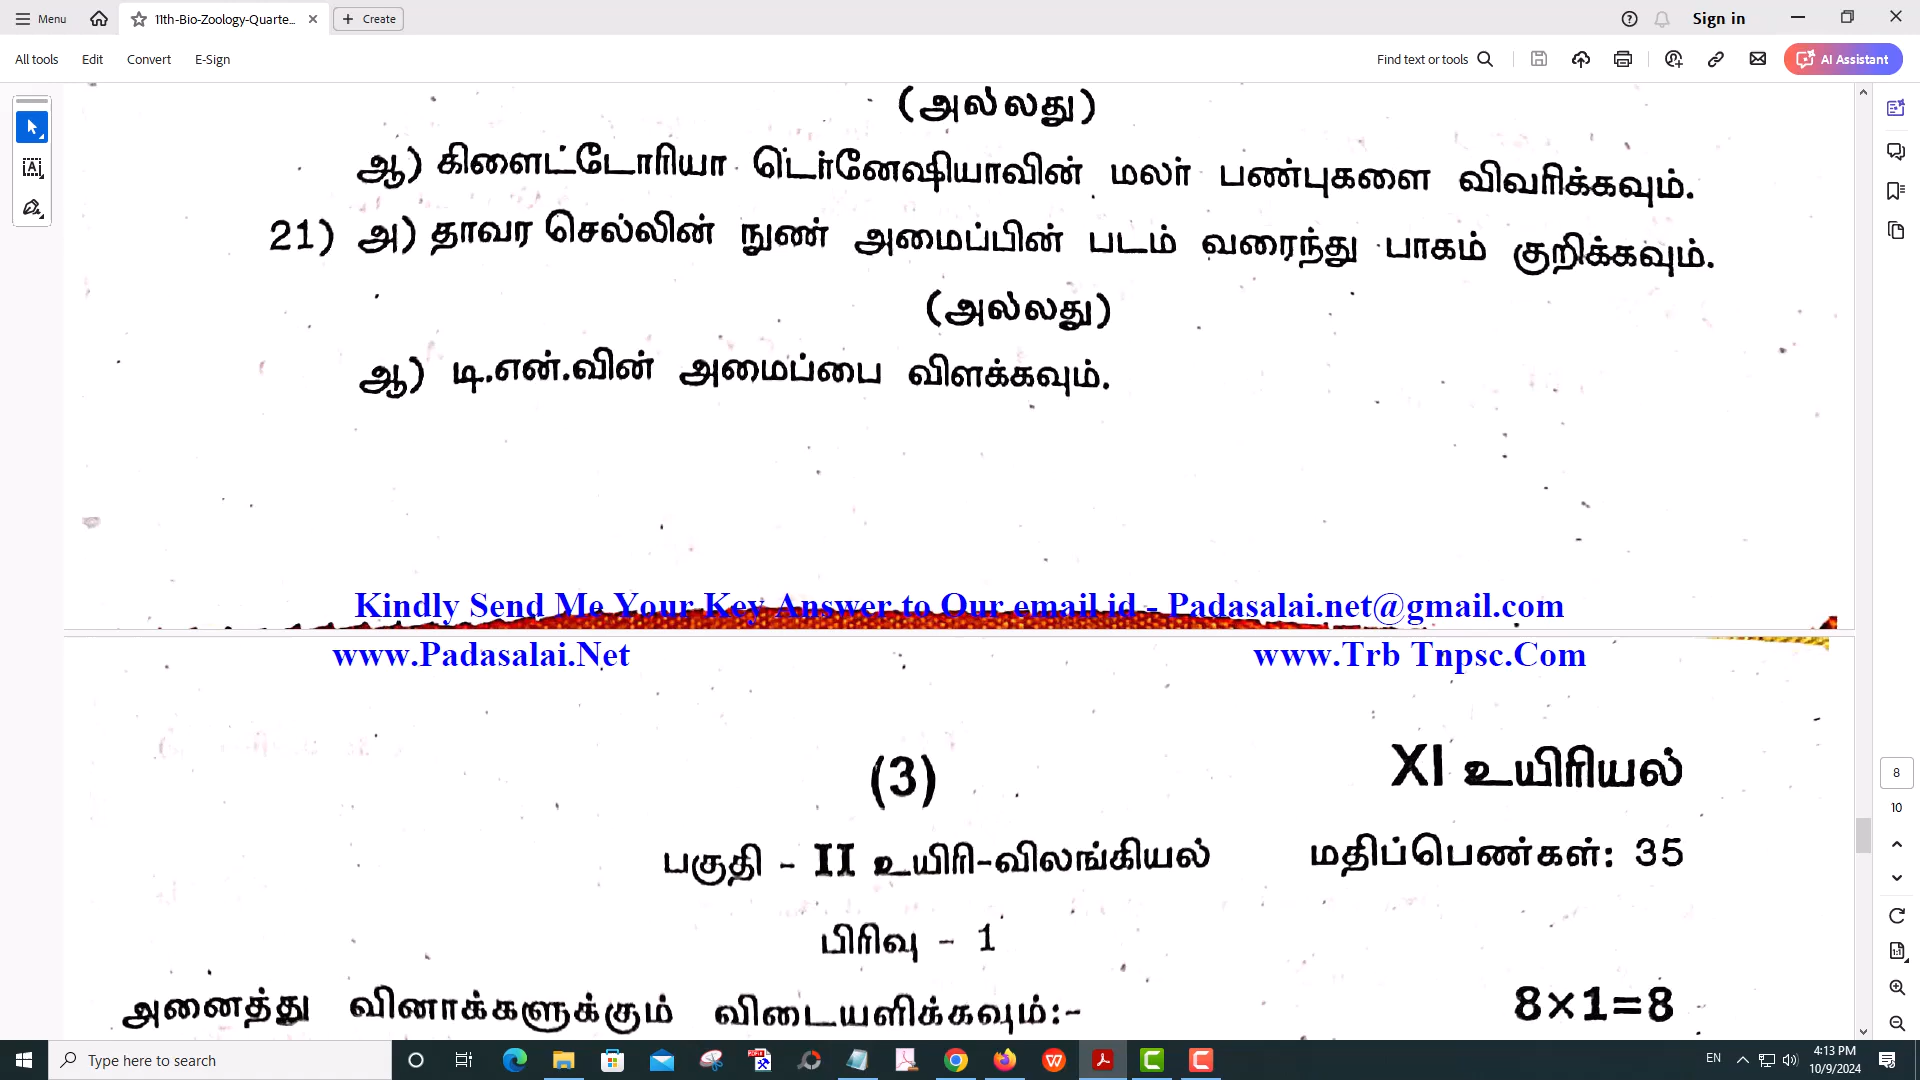 Menu
11th-Bio-Zoology-Quarte...
Create
Sign in
All tools
Edit
Convert
E-Sign
Find text or tools
AI Assistant
(அல்லது)
ஆ) கிளைட்டோரியா டெர்னேஷியாவின் மலர் பண்புகளை விவரிக்கவும்.
21) அ) தாவர செல்லின் நுண் அமைப்பின் படம் வரைந்து பாகம் குறிக்கவும்.
(அல்லது)
ஆ) டி.என்.வின் அமைப்பை விளக்கவும்.
Kindly Send Me Your Key Answer to Our email id - Padasalai.net@gmail.com
www.Padasalai.Net
www.Trb Tnpsc.Com
(3)
XI உயிரியல்
பகுதி - II உயிரி-விலங்கியல்
மதிப்பெண்கள்: 35
பிரிவு - 1
அனைத்து வினாக்களுக்கும் விடையளிக்கவும்:-
8×1=8
8
10
Type here to search
EN
4:13 PM
10/9/2024